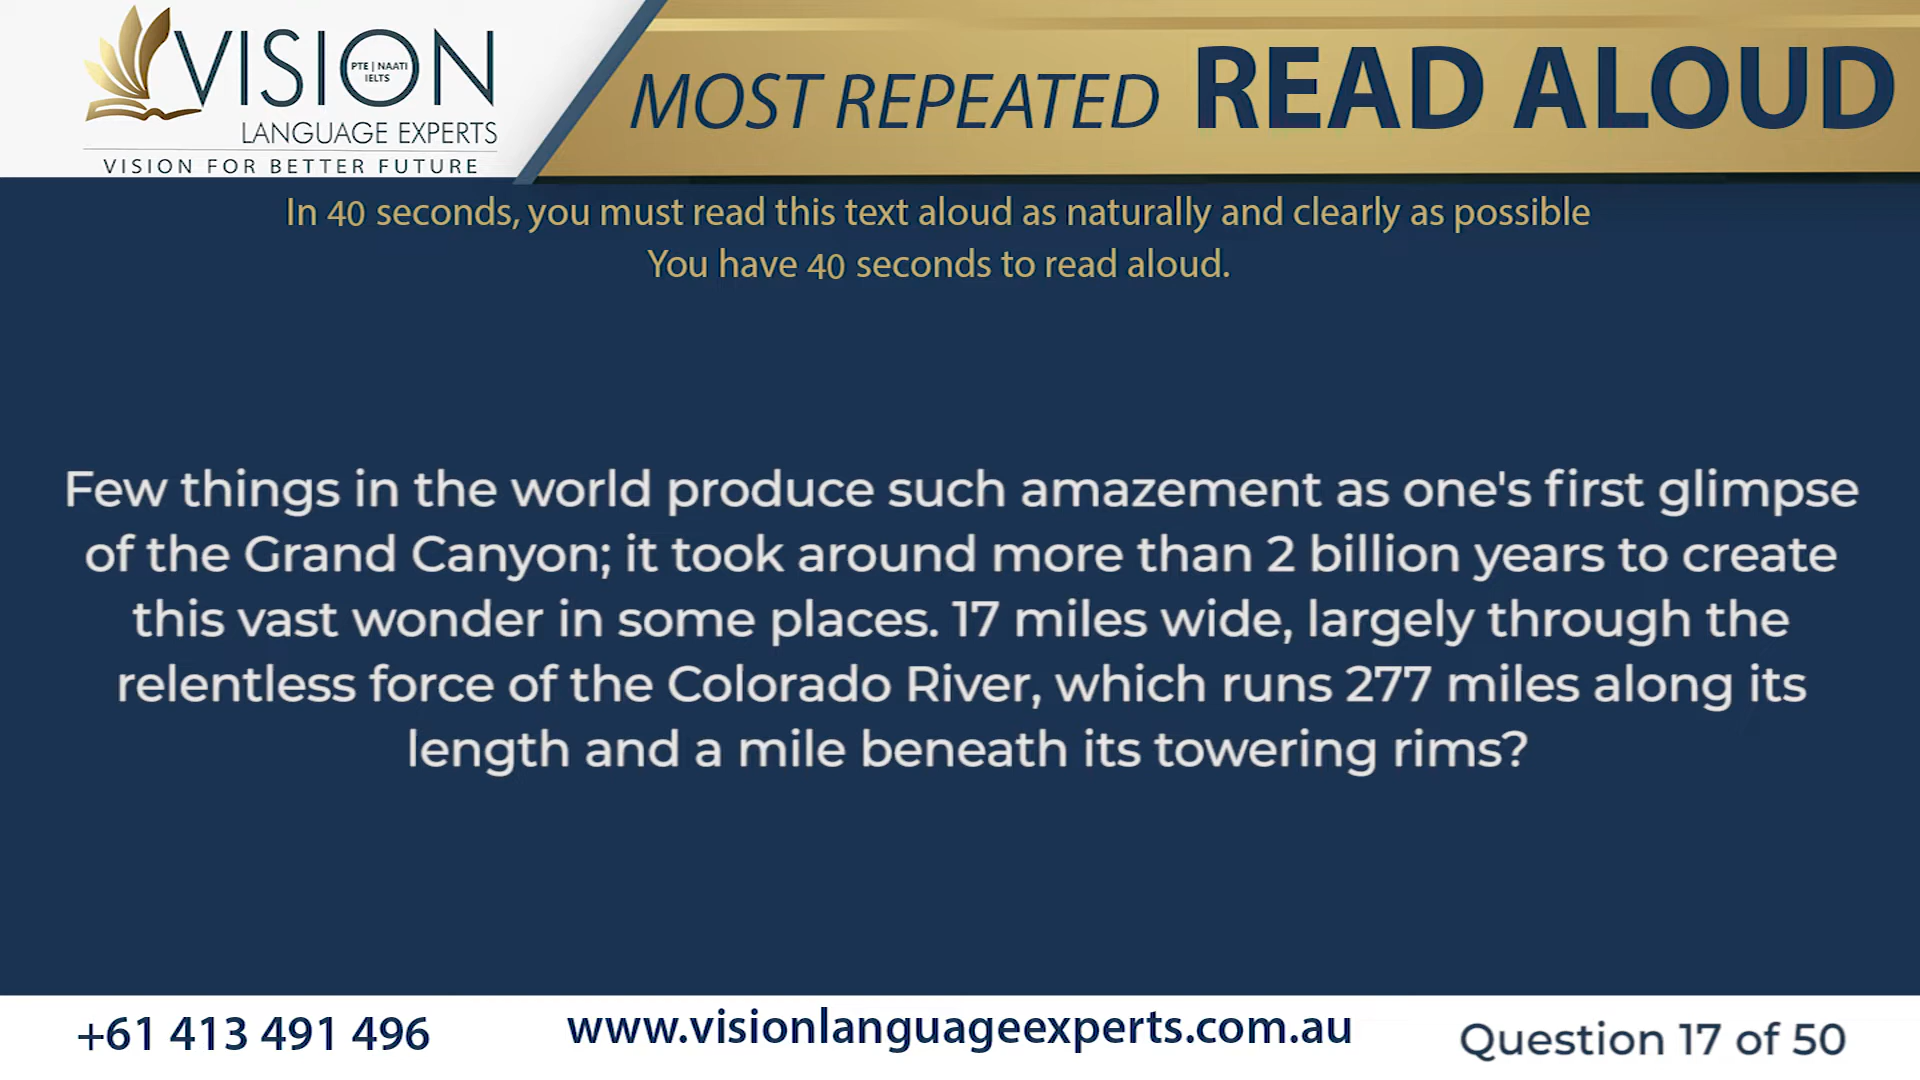 VISION
PTE | NAATI
IELTS
LANGUAGE EXPERTS
VISION FOR BETTER FUTURE
MOST REPEATED READ ALOUD
In 40 seconds, you must read this text aloud as naturally and clearly as possible
You have 40 seconds to read aloud.
Few things in the world produce such amazement as one's first glimpse
of the Grand Canyon; it took around more than 2 billion years to create
this vast wonder in some places. 17 miles wide, largely through the
relentless force of the Colorado River, which runs 277 miles along its
length and a mile beneath its towering rims?
+61 413 491 496
www.visionlanguageexperts.com.au
Question 17 of 50